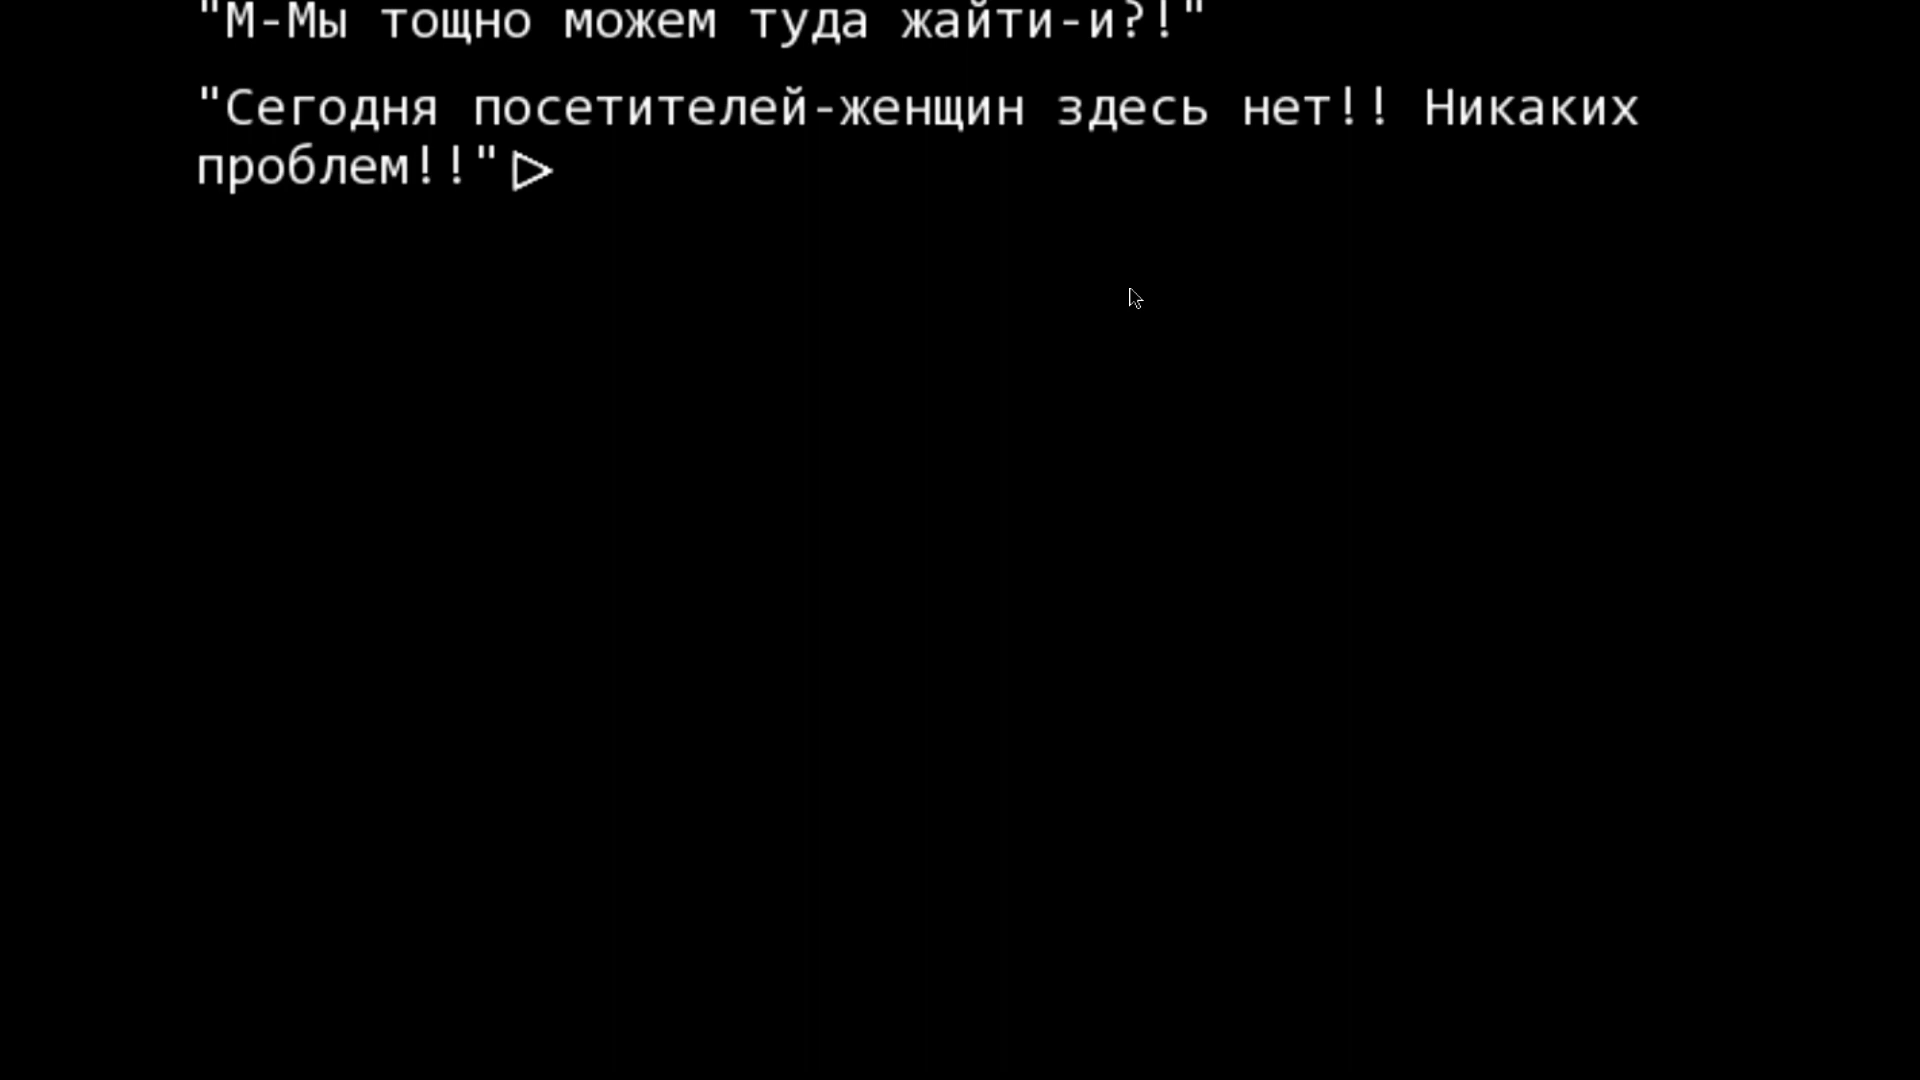 "М-Мы тощно можем туда жайти-и?!"
"Сегодня посетителей-женщин здесь нет!! Никаких
проблем!!"